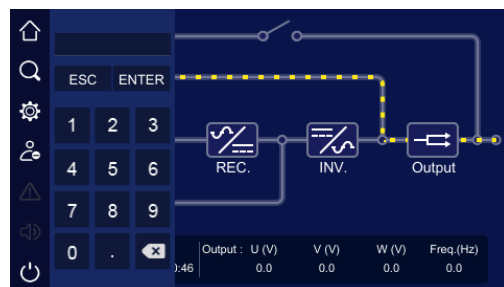 ESC ENTER
1 2 3
4 5 6
7 8 9
0 .
REC. INV. Output
Output : U (V) V (V) W (V) Freq.(Hz)
:46 0.0 0.0 0.0 0.0